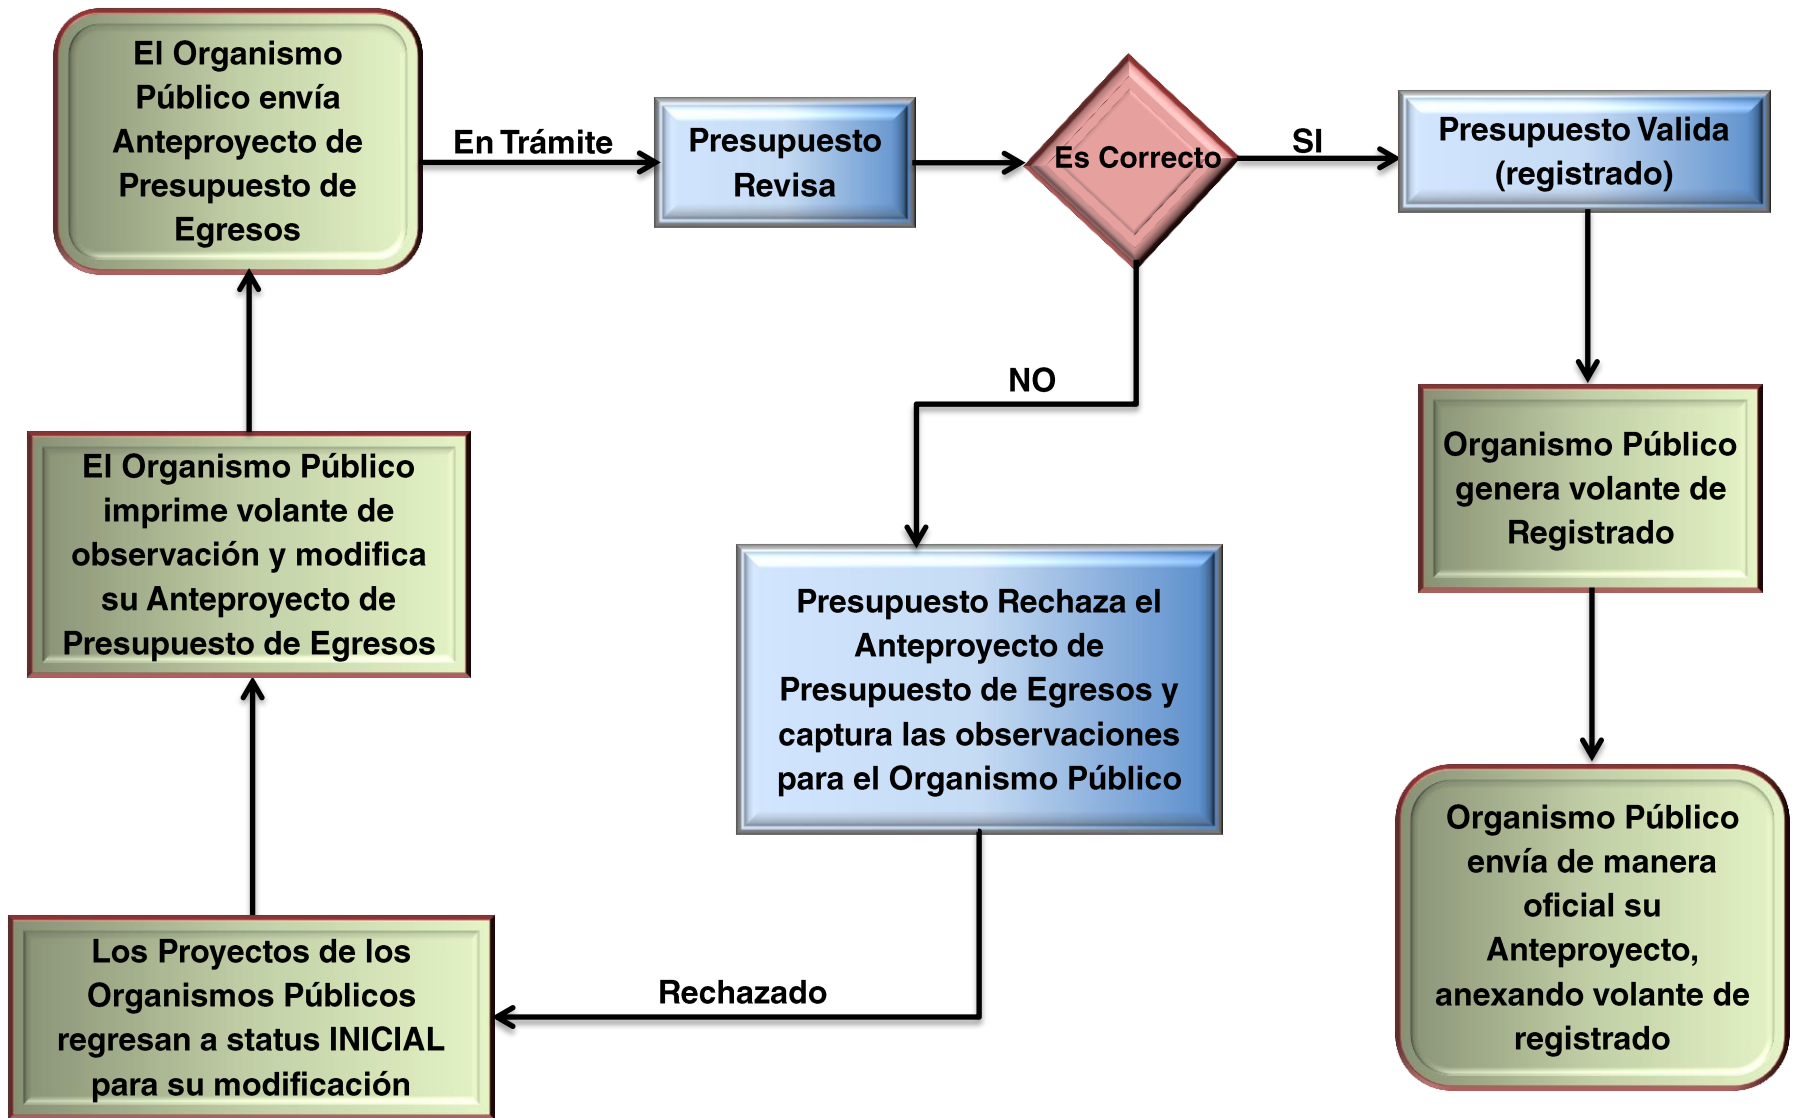 El Organismo
Público envía
Anteproyecto de
Presupuesto de
Egresos
En Trámite
Presupuesto
Revisa
Es Correcto
SI
Presupuesto Valida
(registrado)
NO
El Organismo Público
imprime volante de
observación y modifica
su Anteproyecto de
Presupuesto de Egresos
Organismo Público
genera volante de
Registrado
Presupuesto Rechaza el
Anteproyecto de
Presupuesto de Egresos y
captura las observaciones
para el Organismo Público
Organismo Público
envía de manera
oficial su
Anteproyecto,
anexando volante de
registrado
Rechazado
Los Proyectos de los
Organismos Públicos
regresan a status INICIAL
para su modificación